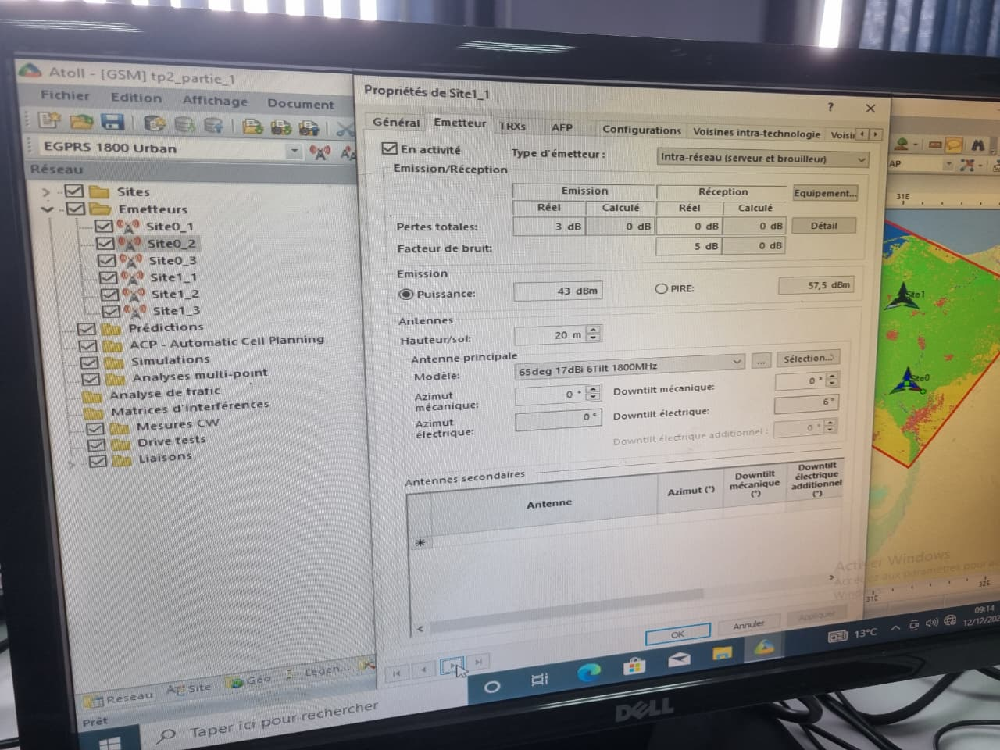 Atoll - [GSM] tp2_partie_1
Fichier Edition Affichage Document
EGPRS 1800 Urban
Réseau
Sites
Emetteurs
Site0_1
Site0_2
Site0_3
Site1_1
Site1_2
Site1_3
Prédictions
ACP - Automatic Cell Planning
Simulations
Analyses multi-point
Analyse de trafic
Matrices d'interférences
Mesures CW
Drive tests
Liaisons
Réseau Site Géo Légen...
Prêt
Propriétés de Site1_1
? ×
Général Emetteur TRXs AFP Configurations Voisines intra-technologie Voisi
En activité Type d'émetteur : Intra-réseau (serveur et brouilleur)
Emission/Réception
Emission Réception Equipement...
Réel Calculé Réel Calculé
Pertes totales: 3 dB 0 dB 0 dB 0 dB Détail
Facteur de bruit: 5 dB 0 dB
Emission
Puissance: 43 dBm PIRE: 57,5 dBm
Antennes
Hauteur/sol: 20 m
Antenne principale
Modèle: 65deg 17dBi 6Tilt 1800MHz ... Sélection...
Azimut mécanique: 0 ° Downtilt mécanique: 0 °
Azimut électrique: 0 ° Downtilt électrique: 6 °
Downtilt électrique additionnel : 0 °
Antennes secondaires
Antenne Azimut (°) Downtilt mécanique (°) Downtilt électrique additionnel (°)
OK Annuler Appliquer
AP
31E
Site1
Site0
Activer Windows
Accédez aux paramètres pour
Windows.
31E 32E
Taper ici pour rechercher
13°C
09:14
12/12/202
DELL